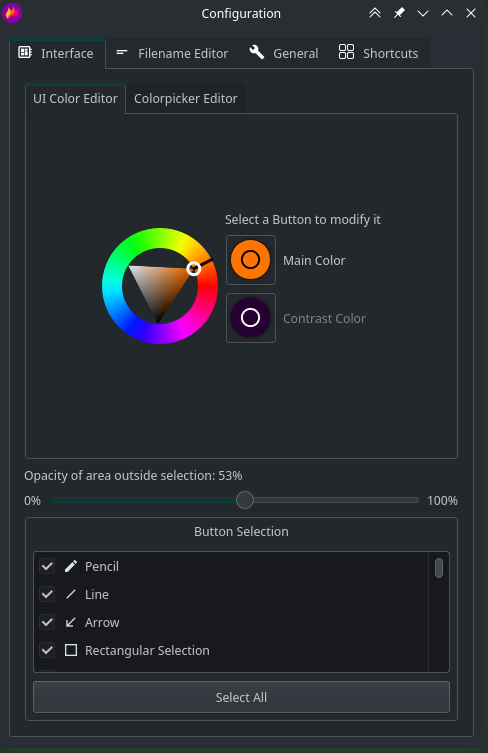 Configuration
Interface
Filename Editor
General
Shortcuts
UI Color Editor
Colorpicker Editor
Select a Button to modify it
Main Color
Contrast Color
Opacity of area outside selection: 53%
0%
100%
Button Selection
Pencil
Line
Arrow
Rectangular Selection
Select All